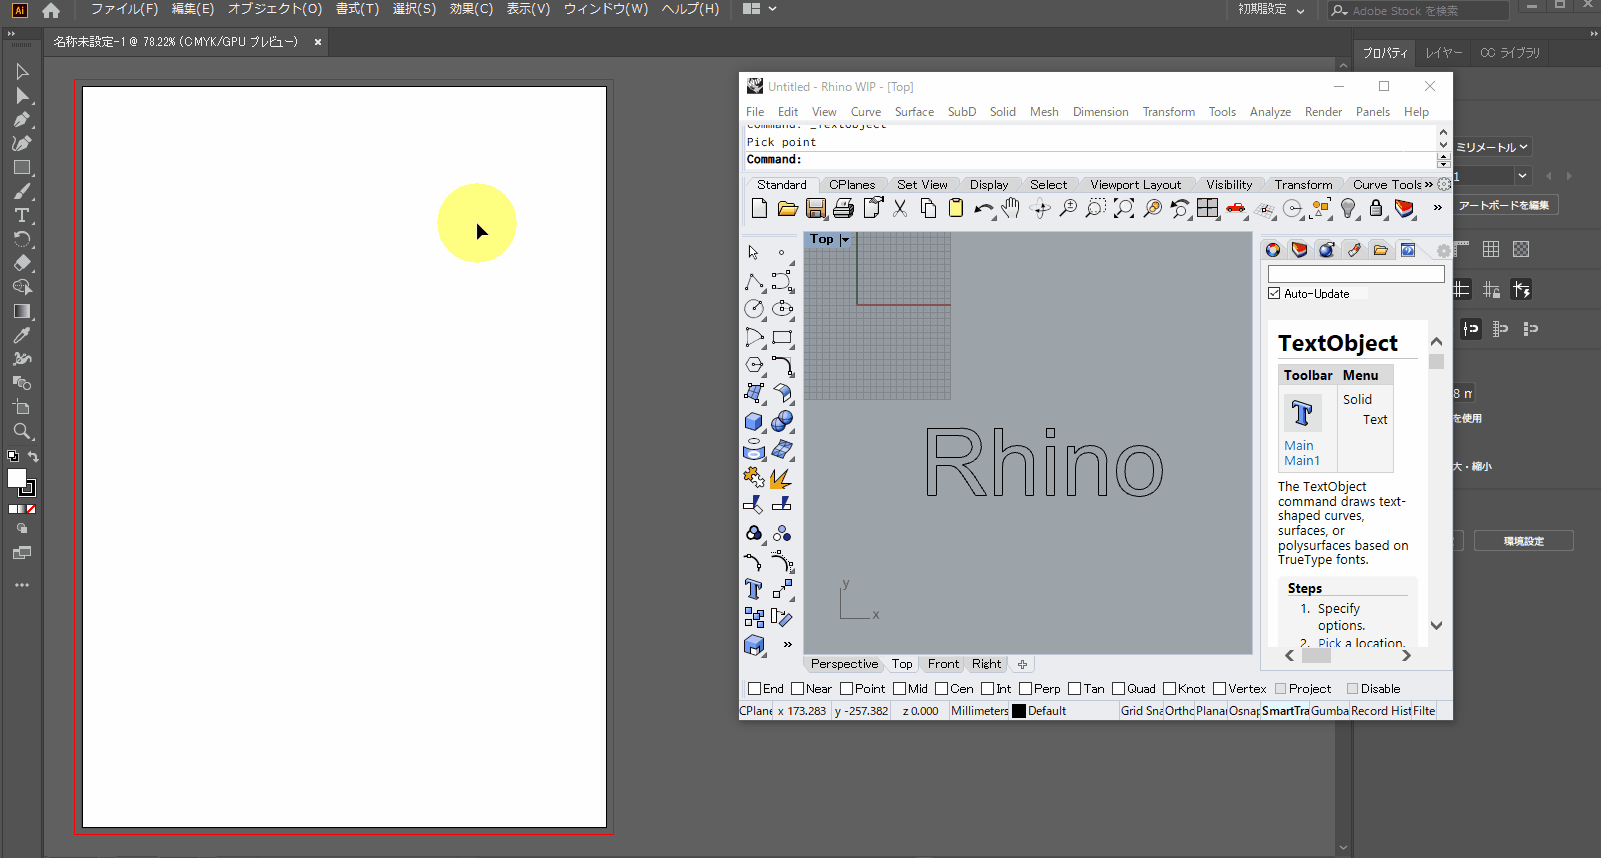 Ai
ファイル(F) 編集(E) オブジェクト(O) 書式(T) 選択(S) 効果(C) 表示(V) ウィンドウ(W) ヘルプ(H)
初期設定
Adobe Stock を検索
名称未設定-1 @ 78.22% (CMYK/GPU プレビュー)
プロパティ レイヤー CC ライブラリ
Untitled - Rhino WIP - [Top]
File Edit View Curve Surface SubD Solid Mesh Dimension Transform Tools Analyze Render Panels Help
Command: _TextObject
Pick point
Command:
ミリメートル
Standard CPlanes Set View Display Select Viewport Layout Visibility Transform Curve Tools
1
アートボードを編集
Top
Auto-Update
TextObject
Toolbar Menu
Solid
Text
Main
Main1
8 m
を使用
大・縮小
Rhino
The TextObject
command draws text-
shaped curves,
surfaces, or
polysurfaces based on
TrueType fonts.
環境設定
Steps
1. Specify
options.
2. Pick a location.
y
x
Perspective Top Front Right
End Near Point Mid Cen Int Perp Tan Quad Knot Vertex Project Disable
CPlane x 173.283 y -257.382 z 0.000 Millimeters Default Grid Sna Ortho Planar Osnap SmartTra Gumba Record Hist Filte